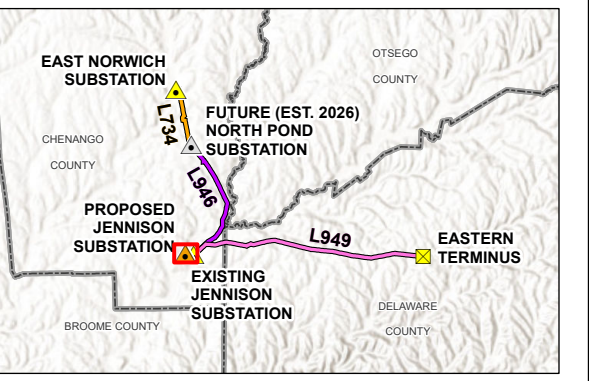 OTSEGO
COUNTY
EAST NORWICH
SUBSTATION
L734
FUTURE (EST. 2026)
NORTH POND
SUBSTATION
CHENANGO
COUNTY
L946
PROPOSED
JENNISON
SUBSTATION
L949
EASTERN
TERMINUS
EXISTING
JENNISON
SUBSTATION
DELAWARE
COUNTY
BROOME COUNTY